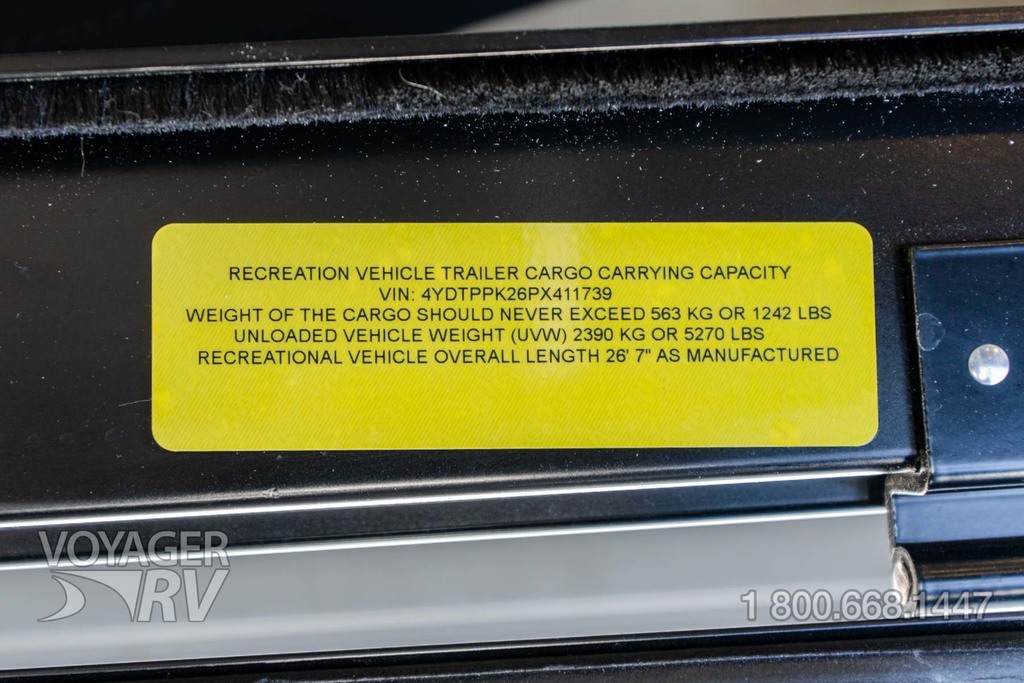 RECREATION VEHICLE TRAILER CARGO CARRYING CAPACITY
VIN: 4YDTPPK26PX411739
WEIGHT OF THE CARGO SHOULD NEVER EXCEED 563 KG OR 1242 LBS
UNLOADED VEHICLE WEIGHT (UVW) 2390 KG OR 5270 LBS
RECREATIONAL VEHICLE OVERALL LENGTH 26' 7" AS MANUFACTURED
VOYAGER
RV
1 800.668.1447